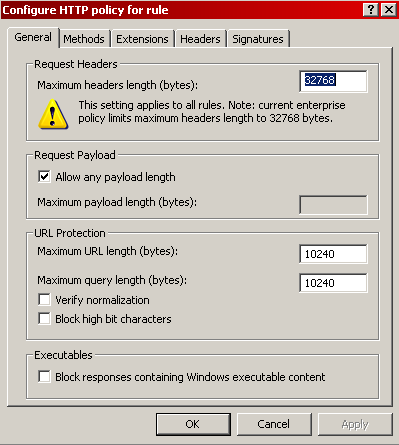 Configure HTTP policy for rule
General Methods Extensions Headers Signatures
Request Headers
Maximum headers length (bytes): 32768
This setting applies to all rules. Note: current enterprise
policy limits maximum headers length to 32768 bytes.
Request Payload
Allow any payload length
Maximum payload length (bytes):
URL Protection
Maximum URL length (bytes): 10240
Maximum query length (bytes): 10240
Verify normalization
Block high bit characters
Executables
Block responses containing Windows executable content
OK Cancel Apply